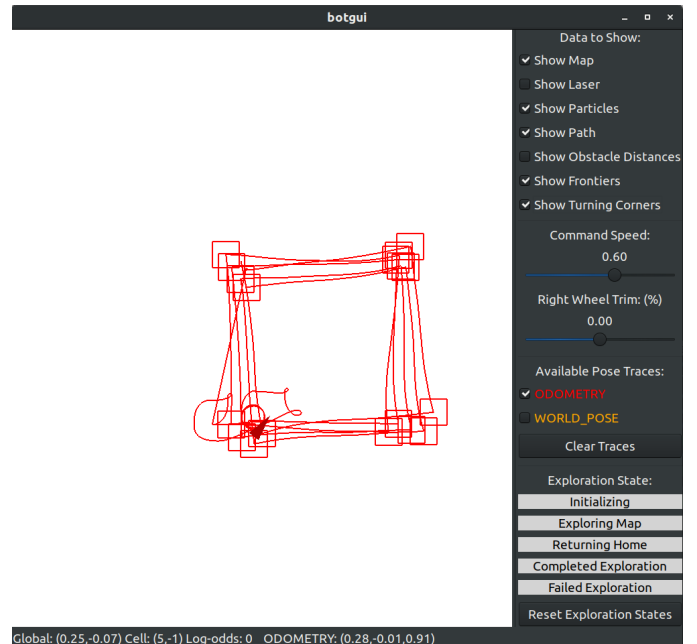 botgui
Data to Show:
Show Map
Show Laser
Show Particles
Show Path
Show Obstacle Distances
Show Frontiers
Show Turning Corners
Command Speed:
0.60
Right Wheel Trim: (%)
0.00
Available Pose Traces:
ODOMETRY
WORLD_POSE
Clear Traces
Exploration State:
Initializing
Exploring Map
Returning Home
Completed Exploration
Failed Exploration
Reset Exploration States
Global: (0.25,-0.07) Cell: (5,-1) Log-odds: 0 ODOMETRY: (0.28,-0.01,0.91)